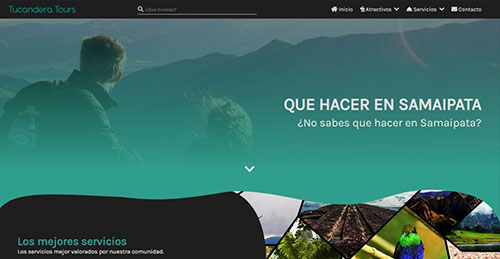 Tucandera Tours
¿Qué buscas?
Inicio
Atractivos
Servicios
Contacto
QUE HACER EN SAMAIPATA
¿No sabes que hacer en Samaipata?
Los mejores servicios
Los servicios mejor valorados por nuestra comunidad.